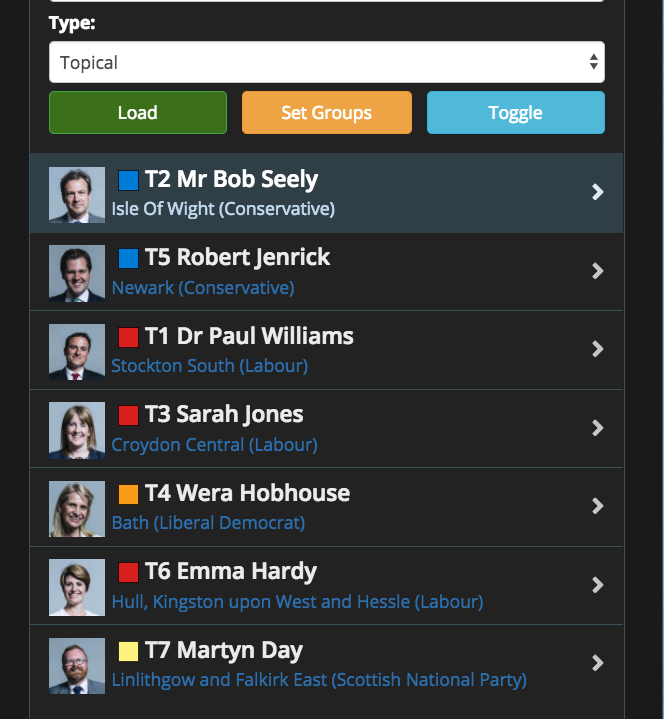 Type:
Topical
Load Set Groups Toggle
T2 Mr Bob Seely
Isle Of Wight (Conservative)
T5 Robert Jenrick
Newark (Conservative)
T1 Dr Paul Williams
Stockton South (Labour)
T3 Sarah Jones
Croydon Central (Labour)
T4 Wera Hobhouse
Bath (Liberal Democrat)
T6 Emma Hardy
Hull, Kingston upon West and Hessle (Labour)
T7 Martyn Day
Linlithgow and Falkirk East (Scottish National Party)